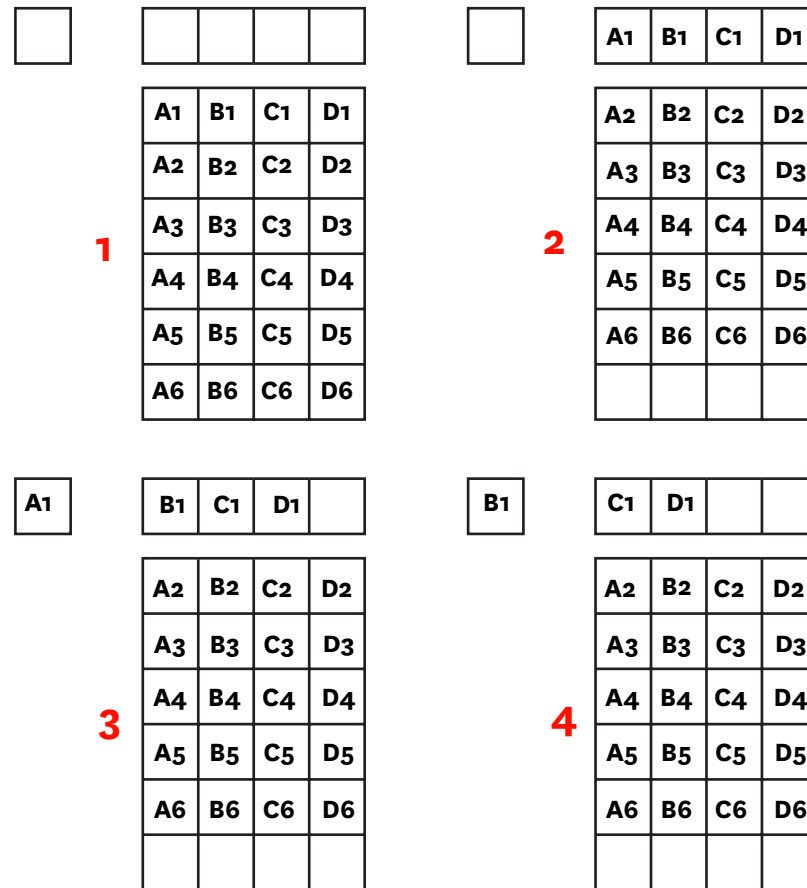 A1 B1 C1 D1
A1 B1 C1 D1
A2 B2 C2 D2
A3 B3 C3 D3
A4 B4 C4 D4
A5 B5 C5 D5
A6 B6 C6 D6
1
A2 B2 C2 D2
A3 B3 C3 D3
A4 B4 C4 D4
A5 B5 C5 D5
A6 B6 C6 D6
2
A1 B1 C1 D1
A2 B2 C2 D2
A3 B3 C3 D3
A4 B4 C4 D4
A5 B5 C5 D5
A6 B6 C6 D6
3
B1 C1 D1
A2 B2 C2 D2
A3 B3 C3 D3
A4 B4 C4 D4
A5 B5 C5 D5
A6 B6 C6 D6
4